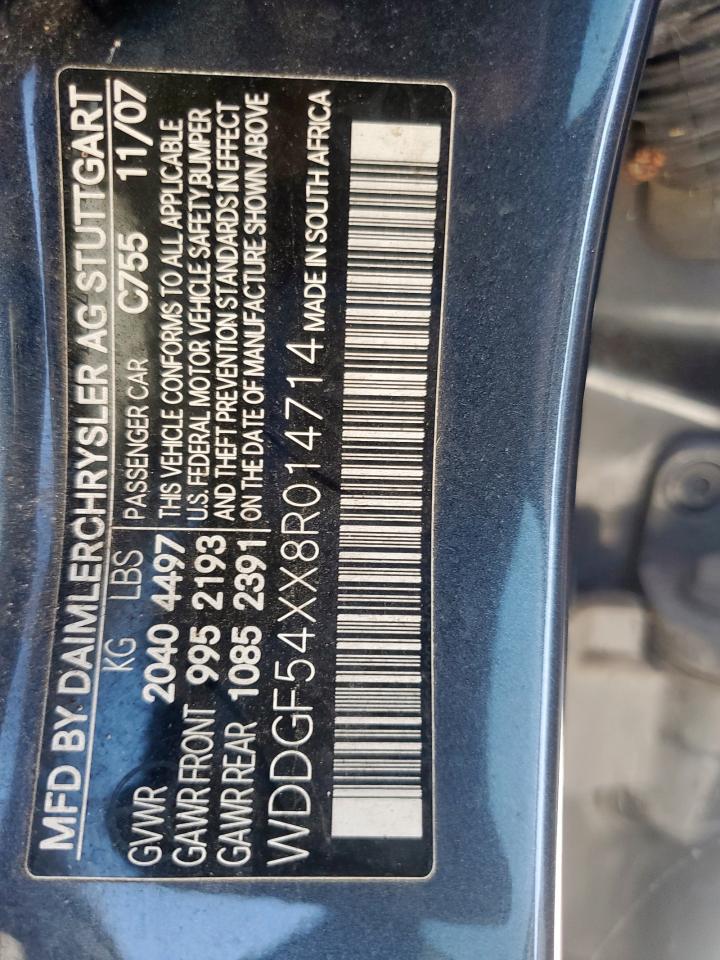 MFD BY DAIMLERCHRYSLER AG STUTTGART
KG LBS PASSENGER CAR C755 11/07
GVWR 2040 4497 THIS VEHICLE CONFORMS TO ALL APPLICABLE
GAWR FRONT 995 2193 U.S. FEDERAL MOTOR VEHICLE SAFETY,BUMPER
GAWR REAR 1085 2391 AND THEFT PREVENTION STANDARDS IN EFFECT
ON THE DATE OF MANUFACTURE SHOWN ABOVE
WDDGF54XX8R014714 MADE IN SOUTH AFRICA